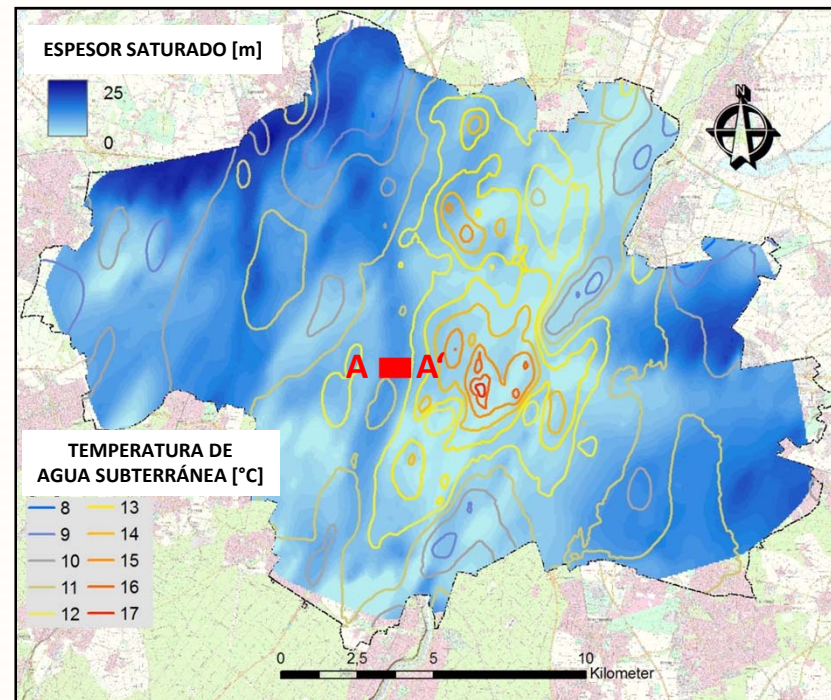 ESPESOR SATURADO [m]
25
0
N
A A‘
TEMPERATURA DE
AGUA SUBTERRÁNEA [°C]
8 13
9 14
10 15
11 16
12 17
0 2,5 5 10
Kilometer